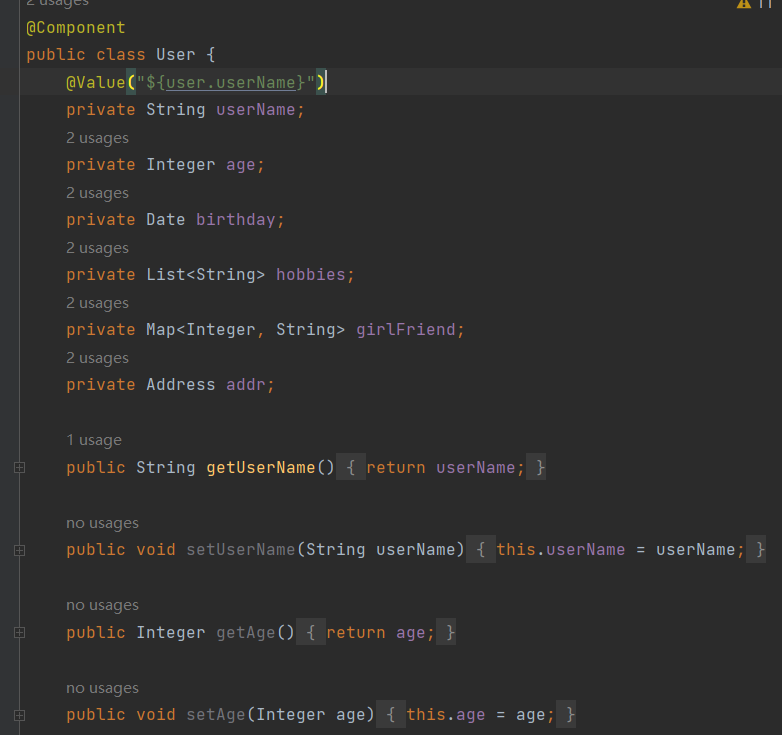 2 usages
@Component
public class User {
@Value("${user.userName}")
private String userName;
2 usages
private Integer age;
2 usages
private Date birthday;
2 usages
private List<String> hobbies;
2 usages
private Map<Integer, String> girlFriend;
2 usages
private Address addr;
1 usage
public String getUserName() { return userName; }
no usages
public void setUserName(String userName) { this.userName = userName; }
no usages
public Integer getAge() { return age; }
no usages
public void setAge(Integer age) { this.age = age; }